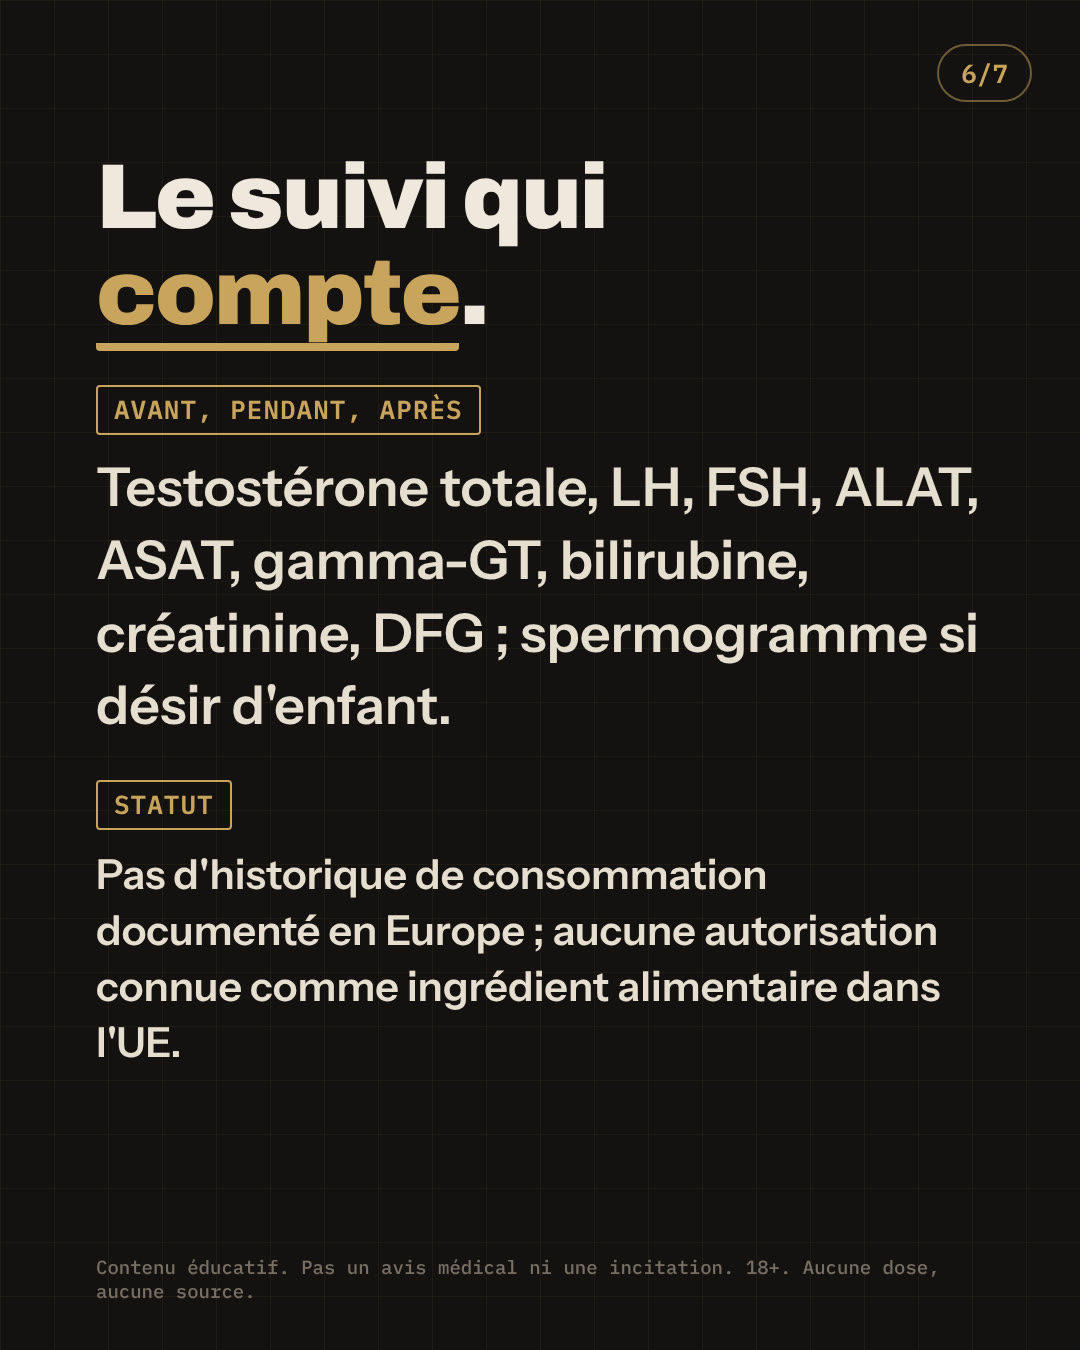 6/7
Le suivi qui
compte.
AVANT, PENDANT, APRÈS
Testostérone totale, LH, FSH, ALAT,
ASAT, gamma-GT, bilirubine,
créatinine, DFG ; spermogramme si
désir d'enfant.
STATUT
Pas d'historique de consommation
documenté en Europe ; aucune autorisation
connue comme ingrédient alimentaire dans
l'UE.
Contenu éducatif. Pas un avis médical ni une incitation. 18+. Aucune dose,
aucune source.